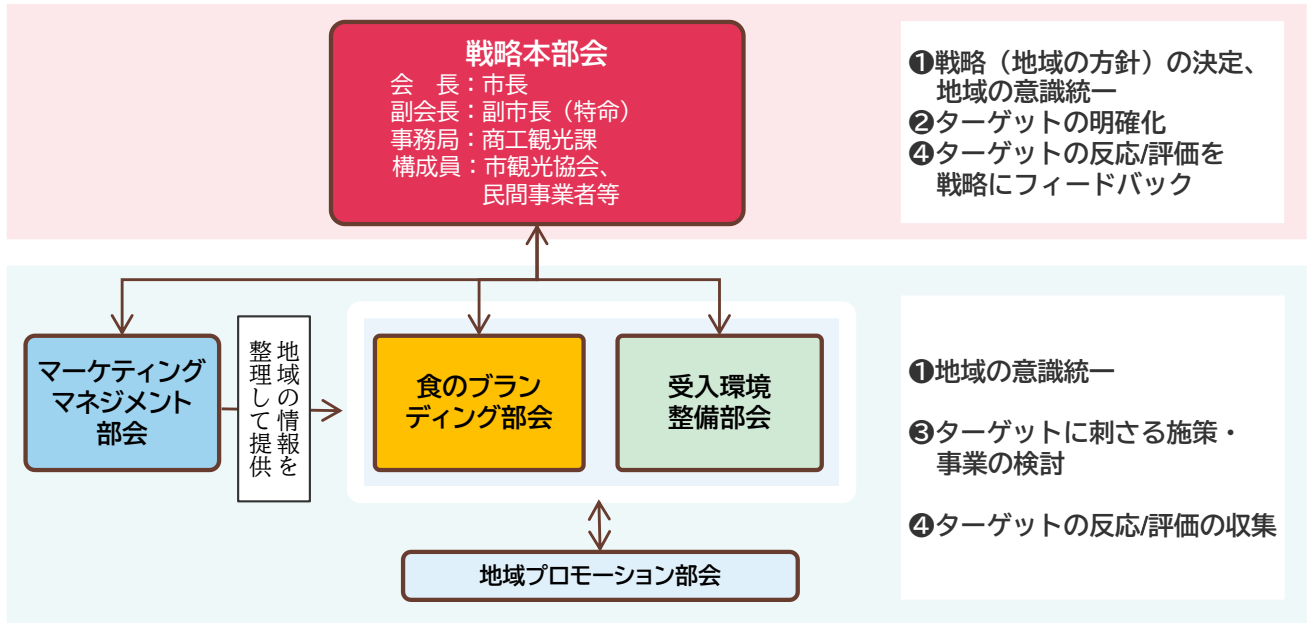 戦略本部会
会　長：市長
副会長：副市長（特命）
事務局：商工観光課
構成員：市観光協会、
民間事業者等
❶戦略（地域の方針）の決定、
地域の意識統一
❷ターゲットの明確化
❹ターゲットの反応/評価を
戦略にフィードバック
マーケティング
マネジメント
部会
地域の情報を
整理して提供
食のブラン
ディング部会
受入環境
整備部会
地域プロモーション部会
❶地域の意識統一
❸ターゲットに刺さる施策・
事業の検討
❹ターゲットの反応/評価の収集